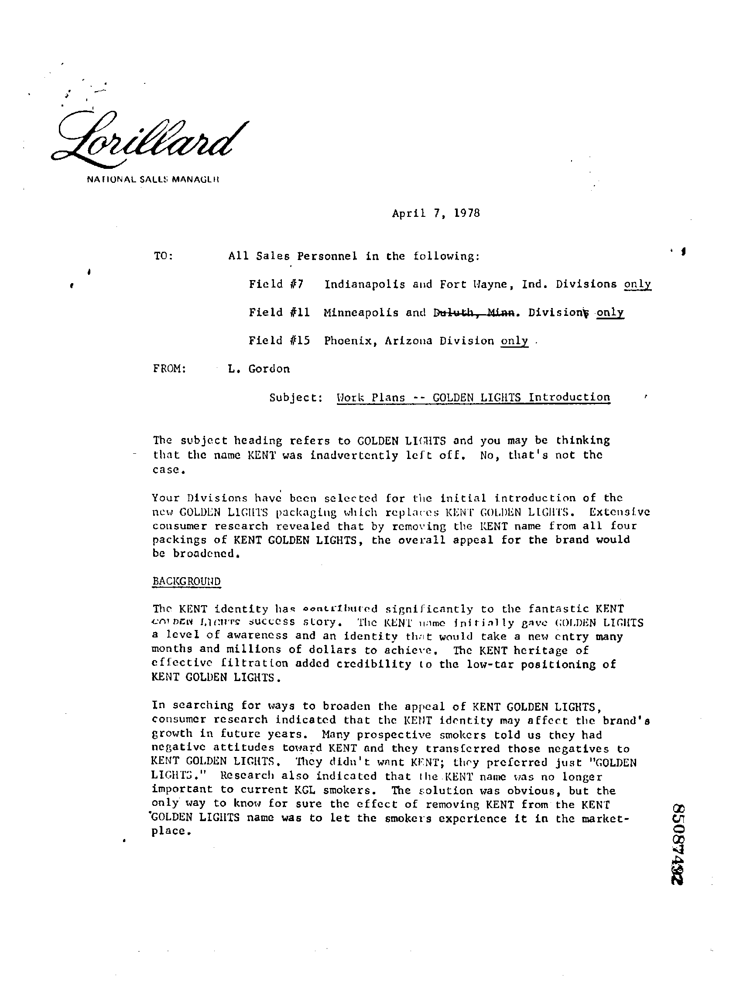 Lorillard
NATIONAL SALES MANAGER
April 7, 1978
TO: All Sales Personnel in the following:
Field #7 Indianapolis and Fort Wayne, Ind. Divisions only
Field #11 Minneapolis and Duluth, Minn. Divisions only
Field #15 Phoenix, Arizona Division only
FROM: L. Gordon
Subject: Work Plans -- GOLDEN LIGHTS Introduction
The subject heading refers to GOLDEN LIGHTS and you may be thinking
that the name KENT was inadvertently left off. No, that's not the
case.
Your Divisions have been selected for the initial introduction of the
new GOLDEN LIGHTS packaging which replaces KENT GOLDEN LIGHTS. Extensive
consumer research revealed that by removing the KENT name from all four
packings of KENT GOLDEN LIGHTS, the overall appeal for the brand would
be broadened.
BACKGROUND
The KENT identity has contributed significantly to the fantastic KENT
GOLDEN LIGHTS success story. The KENT name initially gave GOLDEN LIGHTS
a level of awareness and an identity that would take a new entry many
months and millions of dollars to achieve. The KENT heritage of
effective filtration added credibility to the low-tar positioning of
KENT GOLDEN LIGHTS.
In searching for ways to broaden the appeal of KENT GOLDEN LIGHTS,
consumer research indicated that the KENT identity may affect the brand's
growth in future years. Many prospective smokers told us they had
negative attitudes toward KENT and they transferred those negatives to
KENT GOLDEN LIGHTS. They didn't want KENT; they preferred just "GOLDEN
LIGHTS." Research also indicated that the KENT name was no longer
important to current KGL smokers. The solution was obvious, but the
only way to know for sure the effect of removing KENT from the KENT
GOLDEN LIGHTS name was to let the smokers experience it in the market-
place.